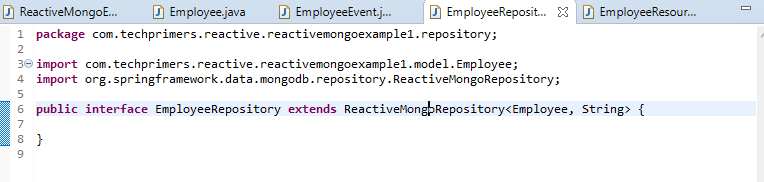 ReactiveMongoE... Employee.java EmployeeEvent.j... EmployeeReposit... EmployeeResour...
1 package com.techprimers.reactive.reactivemongoexample1.repository;
2
3 import com.techprimers.reactive.reactivemongoexample1.model.Employee;
4 import org.springframework.data.mongodb.repository.ReactiveMongoRepository;
5
6 public interface EmployeeRepository extends ReactiveMongoRepository<Employee, String> {
7
8 }
9